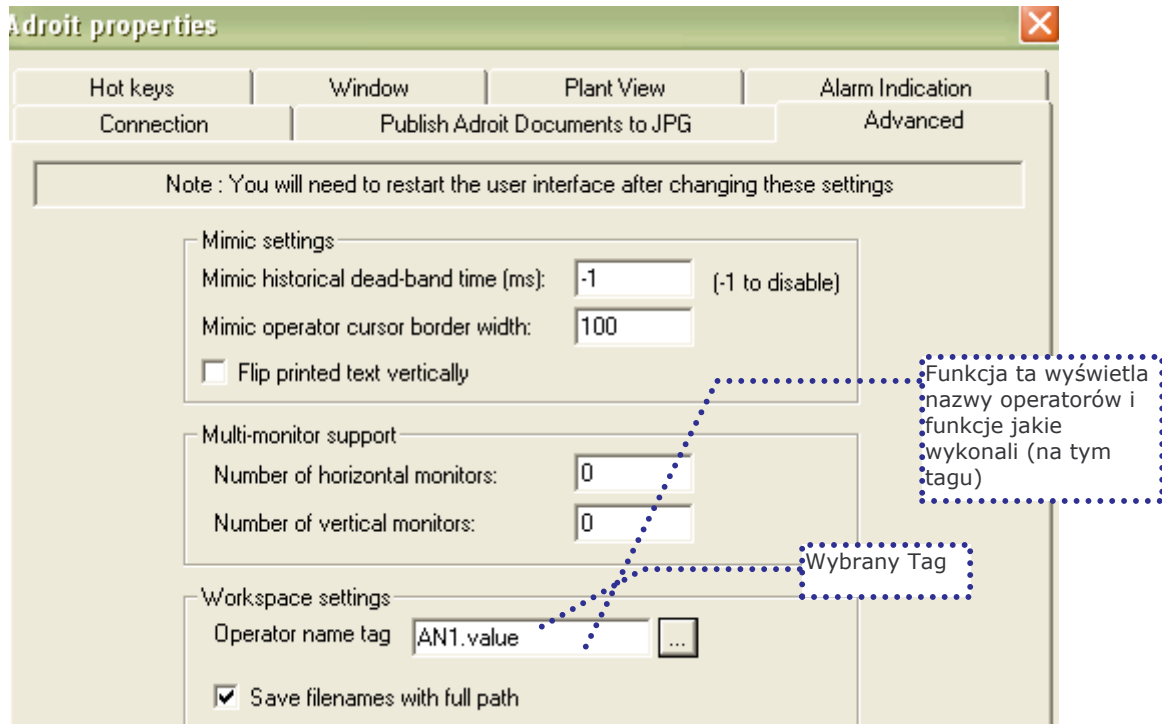 Adroit properties
Hot keys
Window
Plant View
Alarm Indication
Connection
Publish Adroit Documents to JPG
Advanced
Note : You will need to restart the user interface after changing these settings
Mimic settings
Mimic historical dead-band time (ms):
-1
(-1 to disable)
Mimic operator cursor border width:
100
Flip printed text vertically
Funkcja ta wyświetla
nazwy operatorów i
funkcje jakie
wykonali (na tym
tagu)
Multi-monitor support
Number of horizontal monitors:
0
Number of vertical monitors:
0
Wybrany Tag
Workspace settings
Operator name tag
AN1.value
...
Save filenames with full path